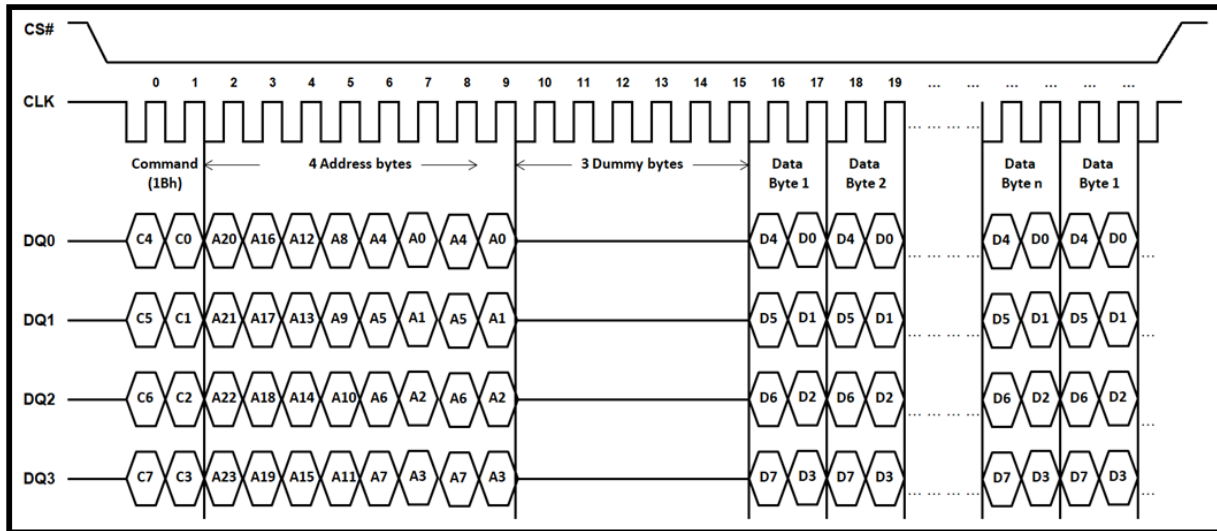 CS#
0 1 2 3 4 5 6 7 8 9 10 11 12 13 14 15 16 17 18 19 ... ... ... ... ... ...
CLK
... ... ... ...
Command 4 Address bytes 3 Dummy bytes Data Data Data Data
(1Bh) Byte 1 Byte 2 Byte n Byte 1
DQ0 C4 C0 A20 A16 A12 A8 A4 A0 A4 A0 D4 D0 D4 D0 ... ... ... ... D4 D0 D4 D0 ...
DQ1 C5 C1 A21 A17 A13 A9 A5 A1 A5 A1 D5 D1 D5 D1 ... ... ... ... D5 D1 D5 D1 ...
DQ2 C6 C2 A22 A18 A14 A10 A6 A2 A6 A2 D6 D2 D6 D2 ... ... ... ... D6 D2 D6 D2 ...
DQ3 C7 C3 A23 A19 A15 A11 A7 A3 A7 A3 D7 D3 D7 D3 ... ... ... ... D7 D3 D7 D3 ...